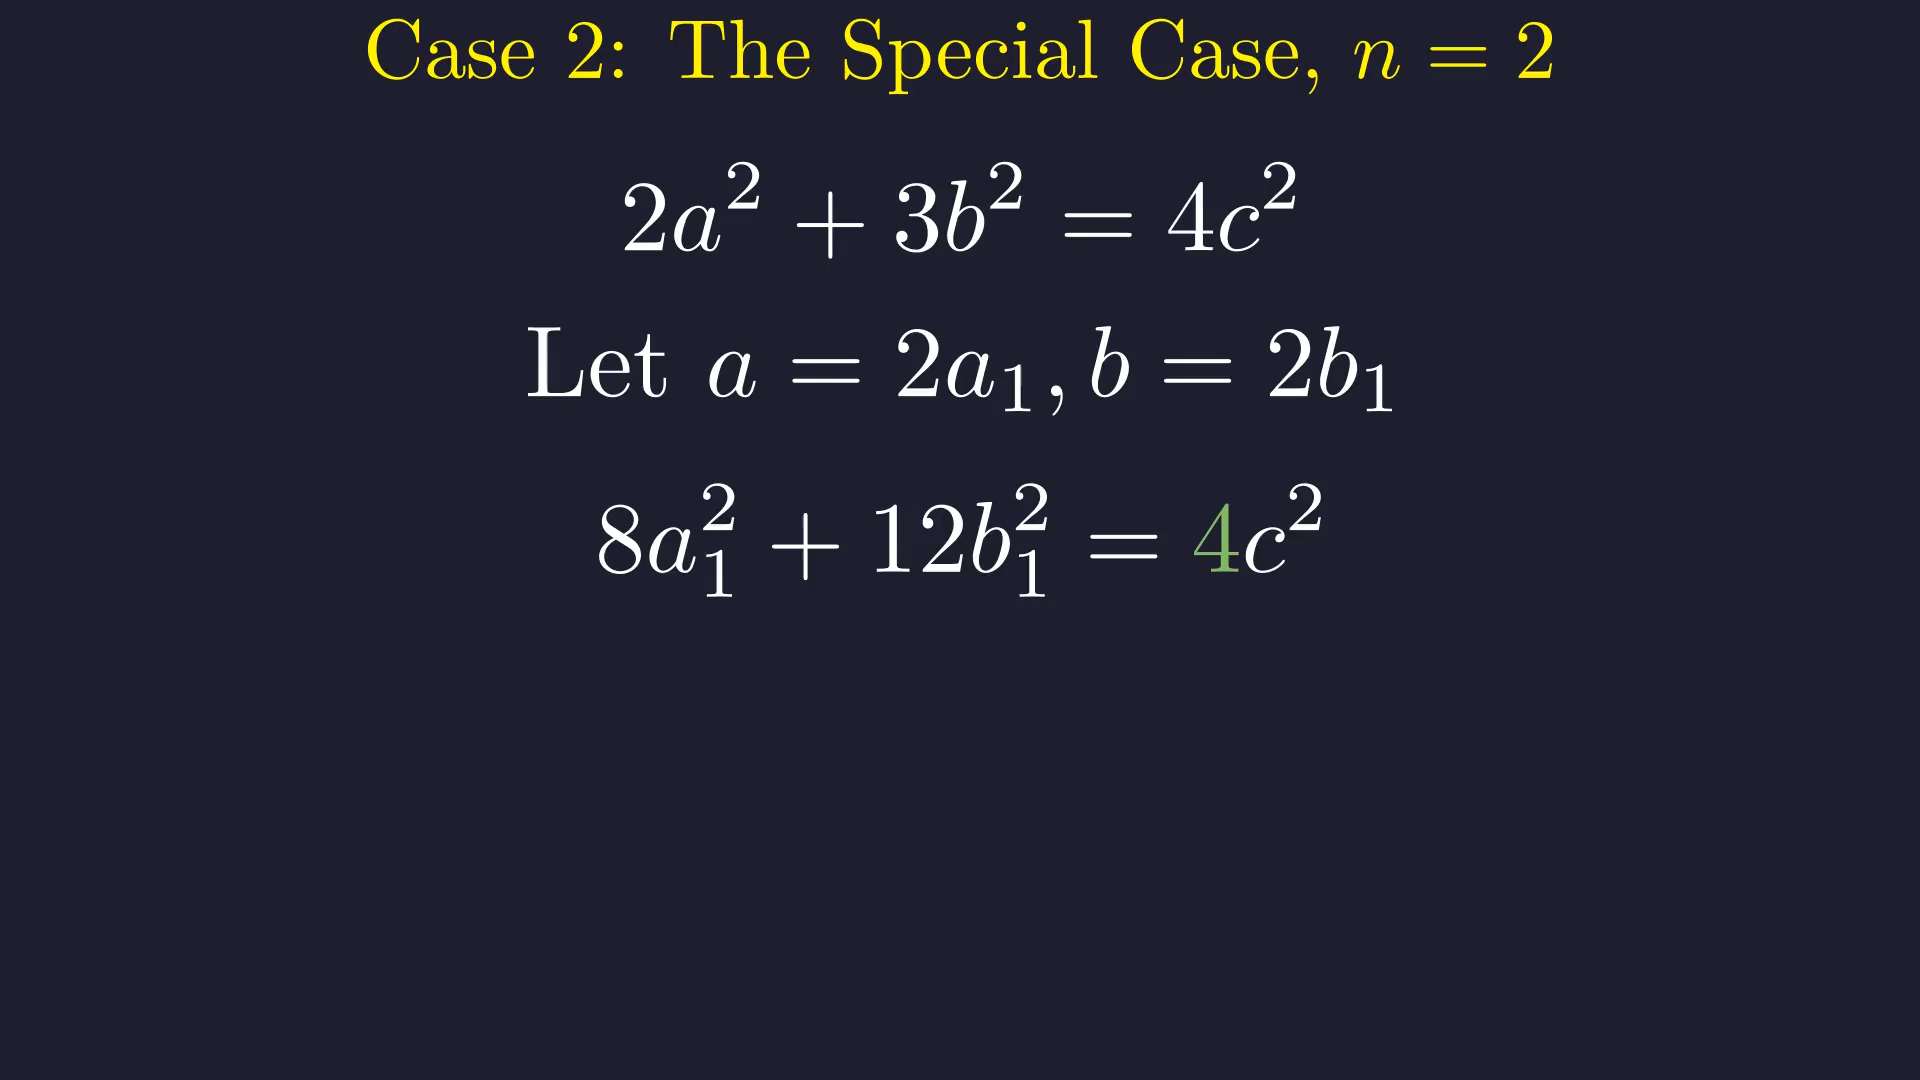 Case 2: The Special Case, $n = 2$
$2a^2 + 3b^2 = 4c^2$
Let $a = 2a_1, b = 2b_1$
$8a_1^2 + 12b_1^2 = 4c^2$